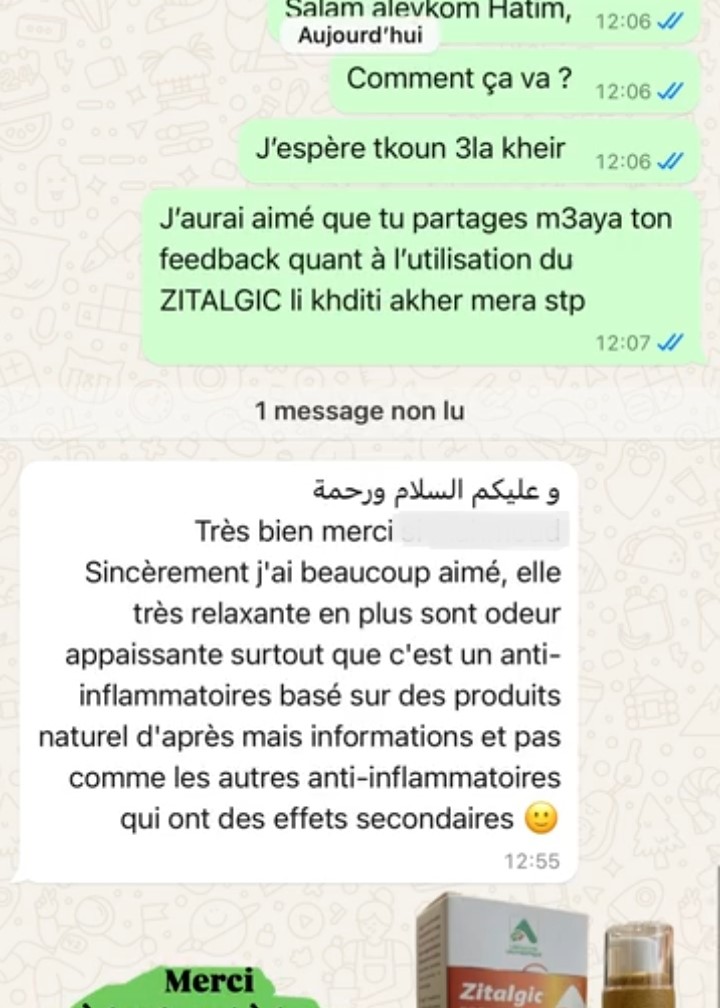 Salam aleykom Hatim,
12:06
Aujourd'hui
Comment ça va ?
12:06
J'espère tkoun 3la kheir
12:06
J'aurai aimé que tu partages m3aya ton
feedback quant à l'utilisation du
ZITALGIC li khditi akher mera stp
12:07
1 message non lu
و عليكم السلام ورحمة
Très bien merci
Sincèrement j'ai beaucoup aimé, elle
très relaxante en plus sont odeur
appaissante surtout que c'est un anti-
inflammatoires basé sur des produits
naturel d'après mais informations et pas
comme les autres anti-inflammatoires
qui ont des effets secondaires 🙂
12:55
Merci
Zitalgic